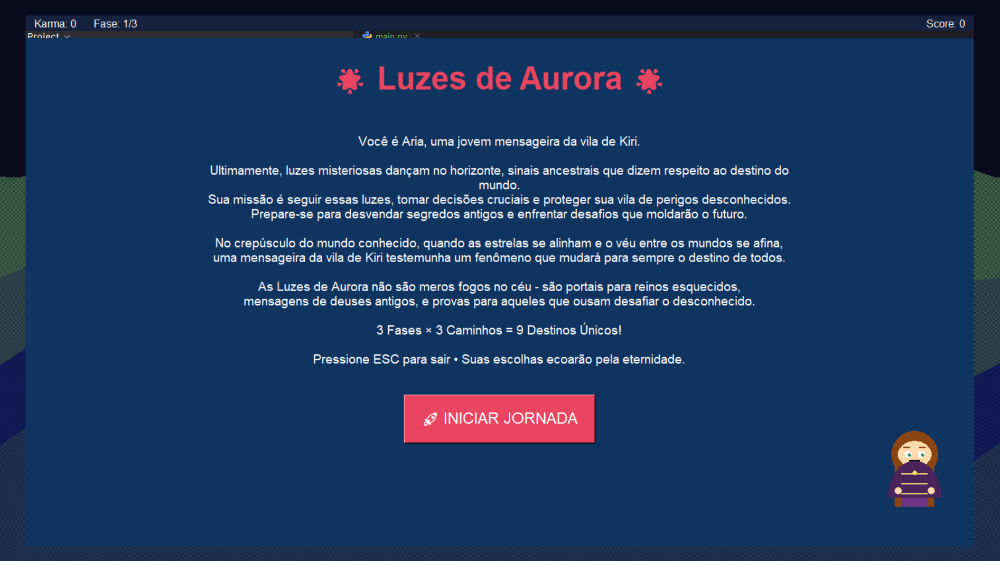 Karma: 0 Fase: 1/3 Score: 0
Project main.py
🌟 Luzes de Aurora 🌟
Você é Aria, uma jovem mensageira da vila de Kiri.
Ultimamente, luzes misteriosas dançam no horizonte, sinais ancestrais que dizem respeito ao destino do
mundo.
Sua missão é seguir essas luzes, tomar decisões cruciais e proteger sua vila de perigos desconhecidos.
Prepare-se para desvendar segredos antigos e enfrentar desafios que moldarão o futuro.
No crepúsculo do mundo conhecido, quando as estrelas se alinham e o véu entre os mundos se afina,
uma mensageira da vila de Kiri testemunha um fenômeno que mudará para sempre o destino de todos.
As Luzes de Aurora não são meros fogos no céu - são portais para reinos esquecidos,
mensagens de deuses antigos, e provas para aqueles que ousam desafiar o desconhecido.
3 Fases × 3 Caminhos = 9 Destinos Únicos!
Pressione ESC para sair • Suas escolhas ecoarão pela eternidade.
🚀 INICIAR JORNADA